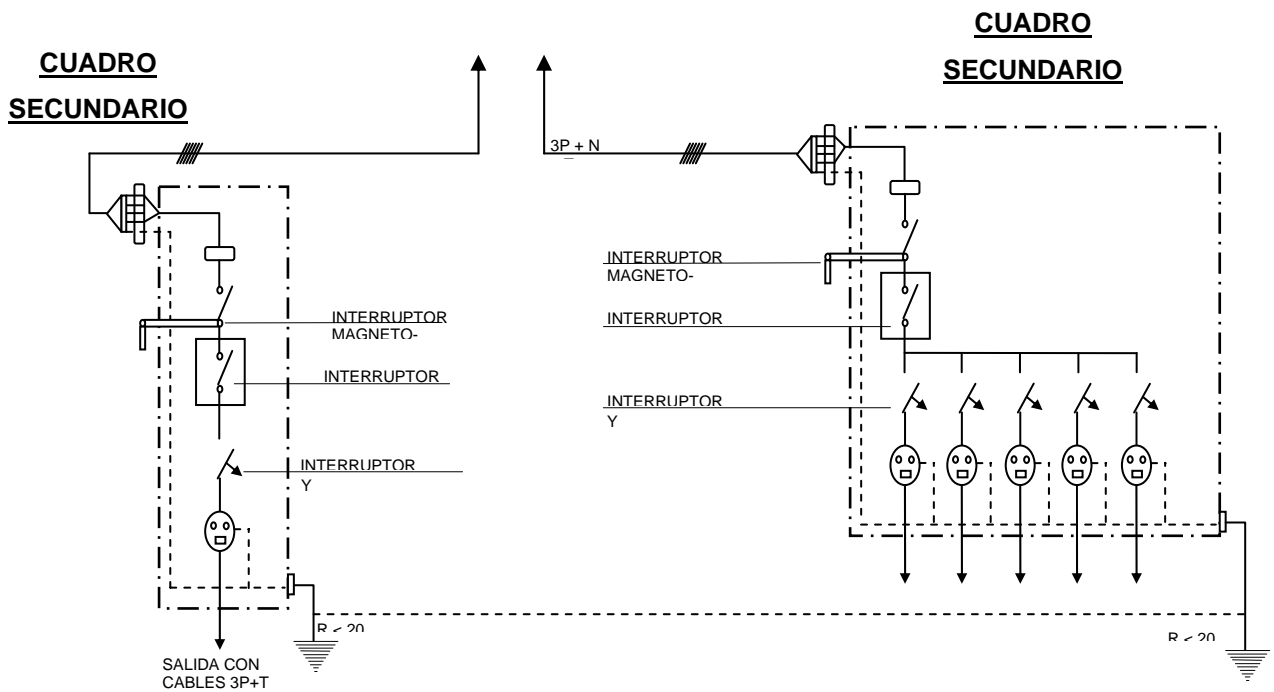 CUADRO
SECUNDARIO
CUADRO
SECUNDARIO
3P + N
INTERRUPTOR
MAGNETO-
INTERRUPTOR
INTERRUPTOR
Y
INTERRUPTOR
MAGNETO-
INTERRUPTOR
INTERRUPTOR
Y
R < 20
SALIDA CON
CABLES 3P+T
R < 20